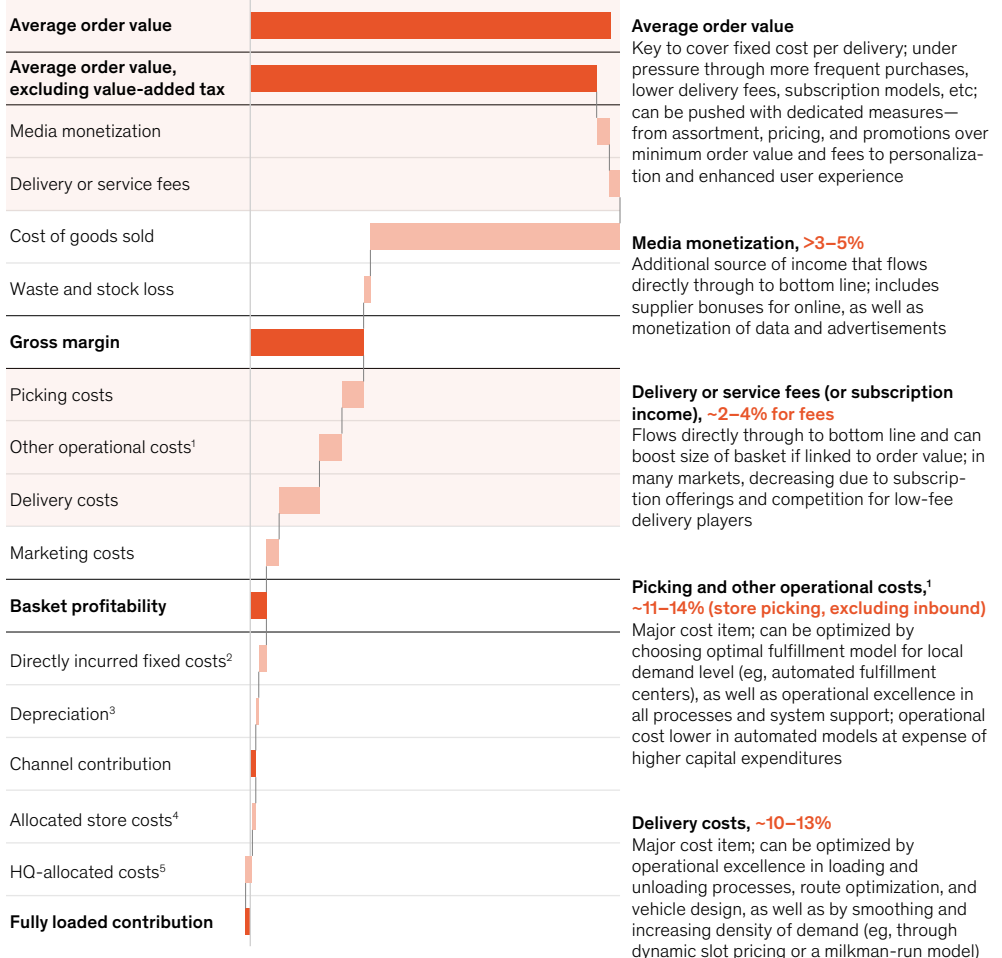 Average order value
Average order value,
excluding value-added tax
Media monetization
Delivery or service fees
Cost of goods sold
Waste and stock loss
Gross margin
Picking costs
Other operational costs¹
Delivery costs
Marketing costs
Basket profitability
Directly incurred fixed costs²
Depreciation³
Channel contribution
Allocated store costs⁴
HQ-allocated costs⁵
Fully loaded contribution
Average order value
Key to cover fixed cost per delivery; under
pressure through more frequent purchases,
lower delivery fees, subscription models, etc;
can be pushed with dedicated measures—
from assortment, pricing, and promotions over
minimum order value and fees to personaliza-
tion and enhanced user experience
Media monetization, >3–5%
Additional source of income that flows
directly through to bottom line; includes
supplier bonuses for online, as well as
monetization of data and advertisements
Delivery or service fees (or subscription
income), ~2–4% for fees
Flows directly through to bottom line and can
boost size of basket if linked to order value; in
many markets, decreasing due to subscrip-
tion offerings and competition for low-fee
delivery players
Picking and other operational costs,¹
~11–14% (store picking, excluding inbound)
Major cost item; can be optimized by
choosing optimal fulfillment model for local
demand level (eg, automated fulfillment
centers), as well as operational excellence in
all processes and system support; operational
cost lower in automated models at expense of
higher capital expenditures
Delivery costs, ~10–13%
Major cost item; can be optimized by
operational excellence in loading and
unloading processes, route optimization, and
vehicle design, as well as by smoothing and
increasing density of demand (eg, through
dynamic slot pricing or a milkman-run model)